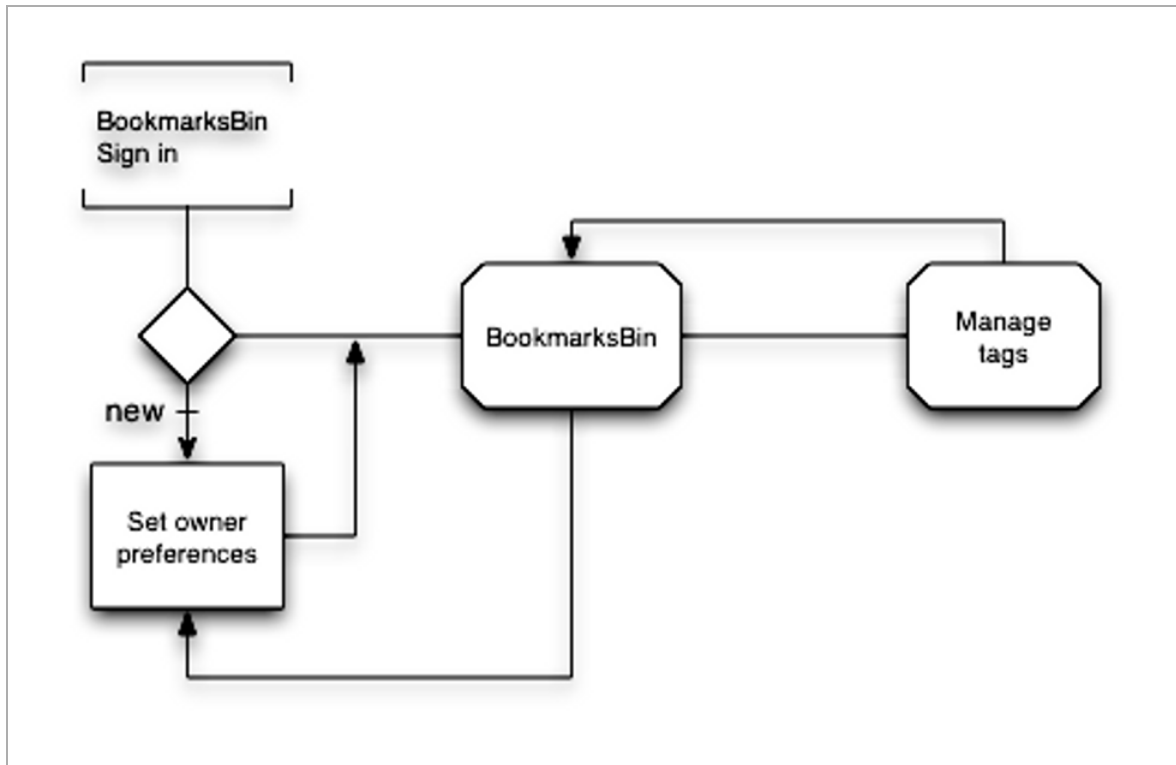 BookmarksBin
Sign in
BookmarksBin
Manage
tags
new
Set owner
preferences